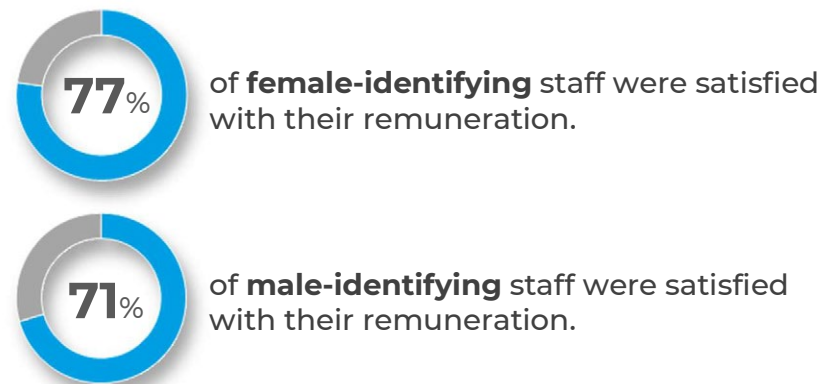 77%
of female-identifying staff were satisfied
with their remuneration.
71%
of male-identifying staff were satisfied
with their remuneration.